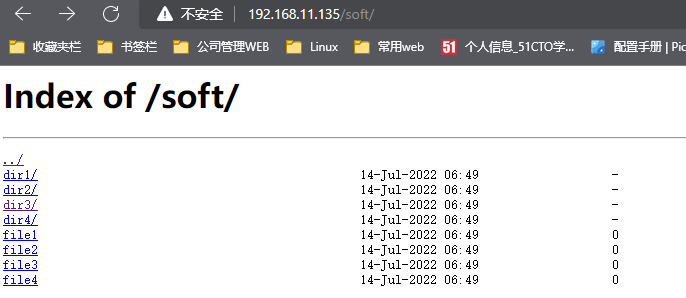 不安全 192.168.11.135/soft/
收藏夹栏 书签栏 公司管理WEB Linux 常用web 51 个人信息_51CTO学... 配置手册 | Pic
Index of /soft/
../
dir1/ 14-Jul-2022 06:49 -
dir2/ 14-Jul-2022 06:49 -
dir3/ 14-Jul-2022 06:49 -
dir4/ 14-Jul-2022 06:49 -
file1 14-Jul-2022 06:49 0
file2 14-Jul-2022 06:49 0
file3 14-Jul-2022 06:49 0
file4 14-Jul-2022 06:49 0